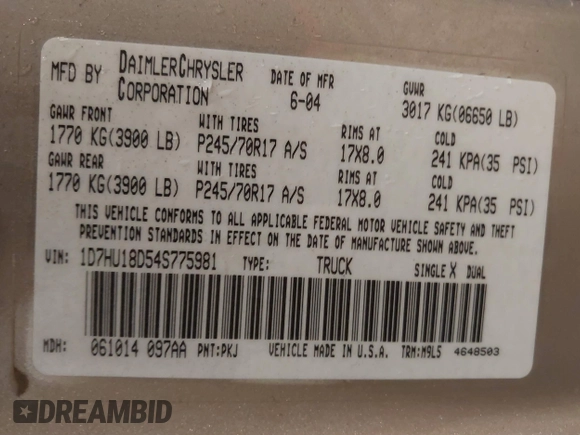 MFD BY DAIMLERCHRYSLER CORPORATION DATE OF MFR 6-04 GVWR 3017 KG(06650 LB)
GAWR FRONT WITH TIRES RIMS AT COLD
1770 KG(3900 LB) P245/70R17 A/S 17X8.0 241 KPA(35 PSI)
GAWR REAR WITH TIRES RIMS AT COLD
1770 KG(3900 LB) P245/70R17 A/S 17X8.0 241 KPA(35 PSI)
THIS VEHICLE CONFORMS TO ALL APPLICABLE FEDERAL MOTOR VEHICLE SAFETY AND THEFT
PREVENTION STANDARDS IN EFFECT ON THE DATE OF MANUFACTURE SHOWN ABOVE.
VIN: 1D7HU18D54S775981 TYPE: TRUCK SINGLE X DUAL
MDH: 061014 097AA PNT:PKJ VEHICLE MADE IN U.S.A. TRM:M9L5 4648503
DREAMBID